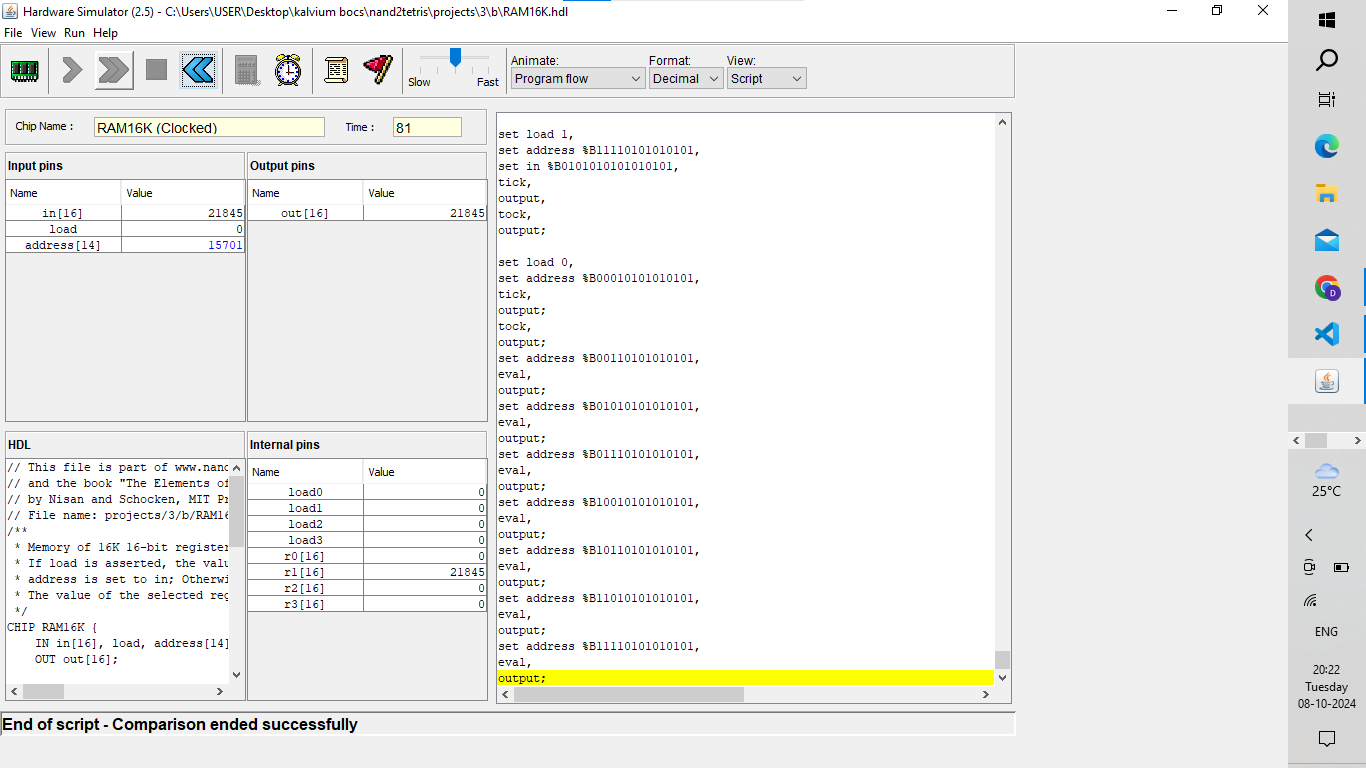 Hardware Simulator (2.5) - C:\Users\USER\Desktop\kalvium bocs\nand2tetris\projects\3\b\RAM16K.hdl
File View Run Help
Slow Fast
Animate: Format: View:
Program flow Decimal Script
Chip Name : RAM16K (Clocked) Time : 81
Input pins
Name Value
in[16] 21845
load 0
address[14] 15701
Output pins
Name Value
out[16] 21845
HDL
// This file is part of www.nand
// and the book "The Elements of
// by Nisan and Schocken, MIT Pr
// File name: projects/3/b/RAM16
/**
* Memory of 16K 16-bit register
* If load is asserted, the valu
* address is set to in; Otherwi
* The value of the selected reg
*/
CHIP RAM16K {
IN in[16], load, address[14]
OUT out[16];
Internal pins
Name Value
load0 0
load1 0
load2 0
load3 0
r0[16] 0
r1[16] 21845
r2[16] 0
r3[16] 0
set load 1,
set address %B11110101010101,
set in %B0101010101010101,
tick,
output,
tock,
output;
set load 0,
set address %B00010101010101,
tick,
output;
tock,
output;
set address %B00110101010101,
eval,
output;
set address %B01010101010101,
eval,
output;
set address %B01110101010101,
eval,
output;
set address %B10010101010101,
eval,
output;
set address %B10110101010101,
eval,
output;
set address %B11010101010101,
eval,
output;
set address %B11110101010101,
eval,
output;
End of script - Comparison ended successfully
D
25°C
ENG
20:22
Tuesday
08-10-2024